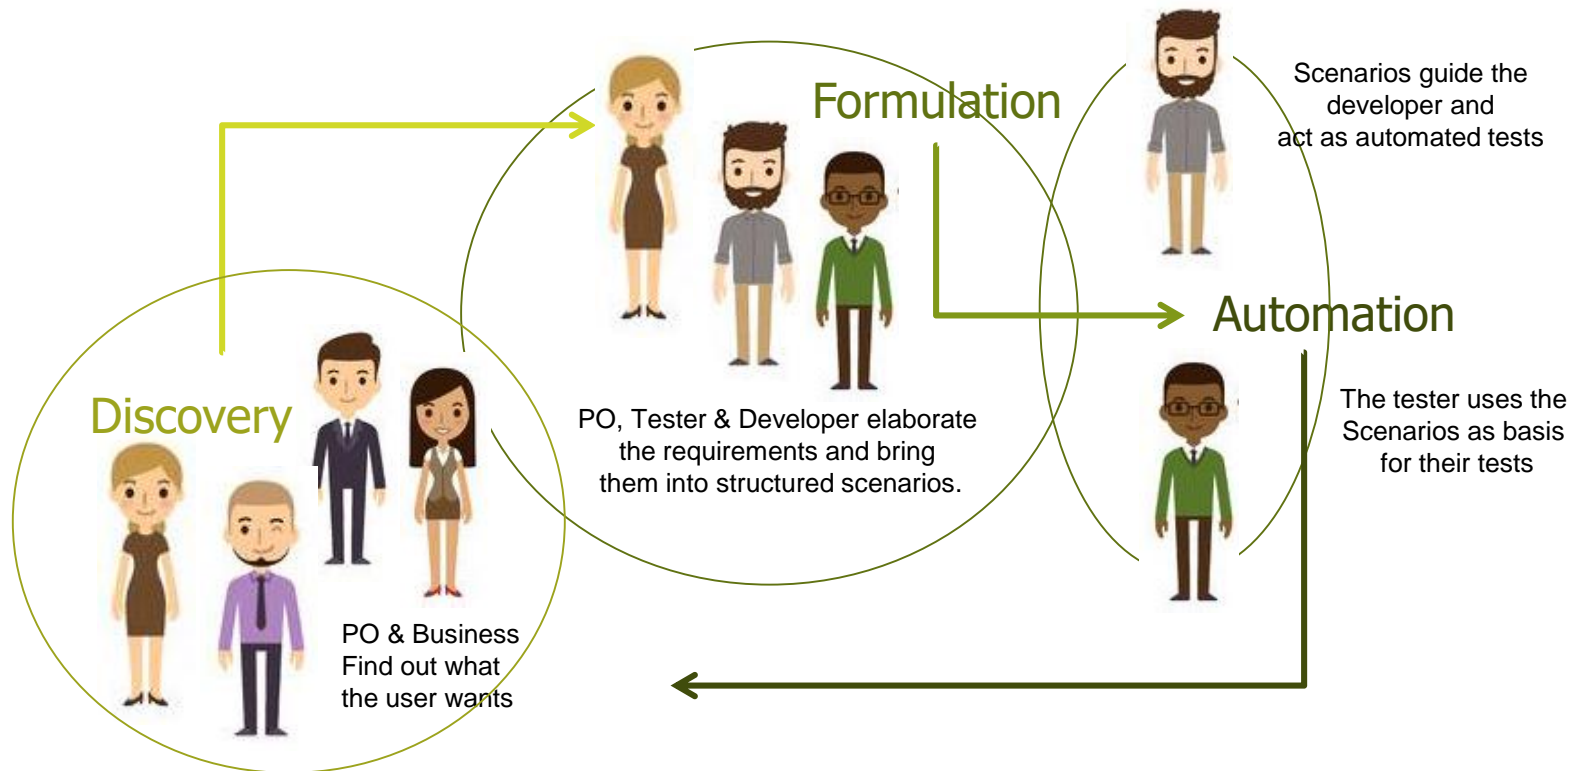 Discovery
PO & Business
Find out what
the user wants
Formulation
PO, Tester & Developer elaborate
the requirements and bring
them into structured scenarios.
Scenarios guide the
developer and
act as automated tests
Automation
The tester uses the
Scenarios as basis
for their tests